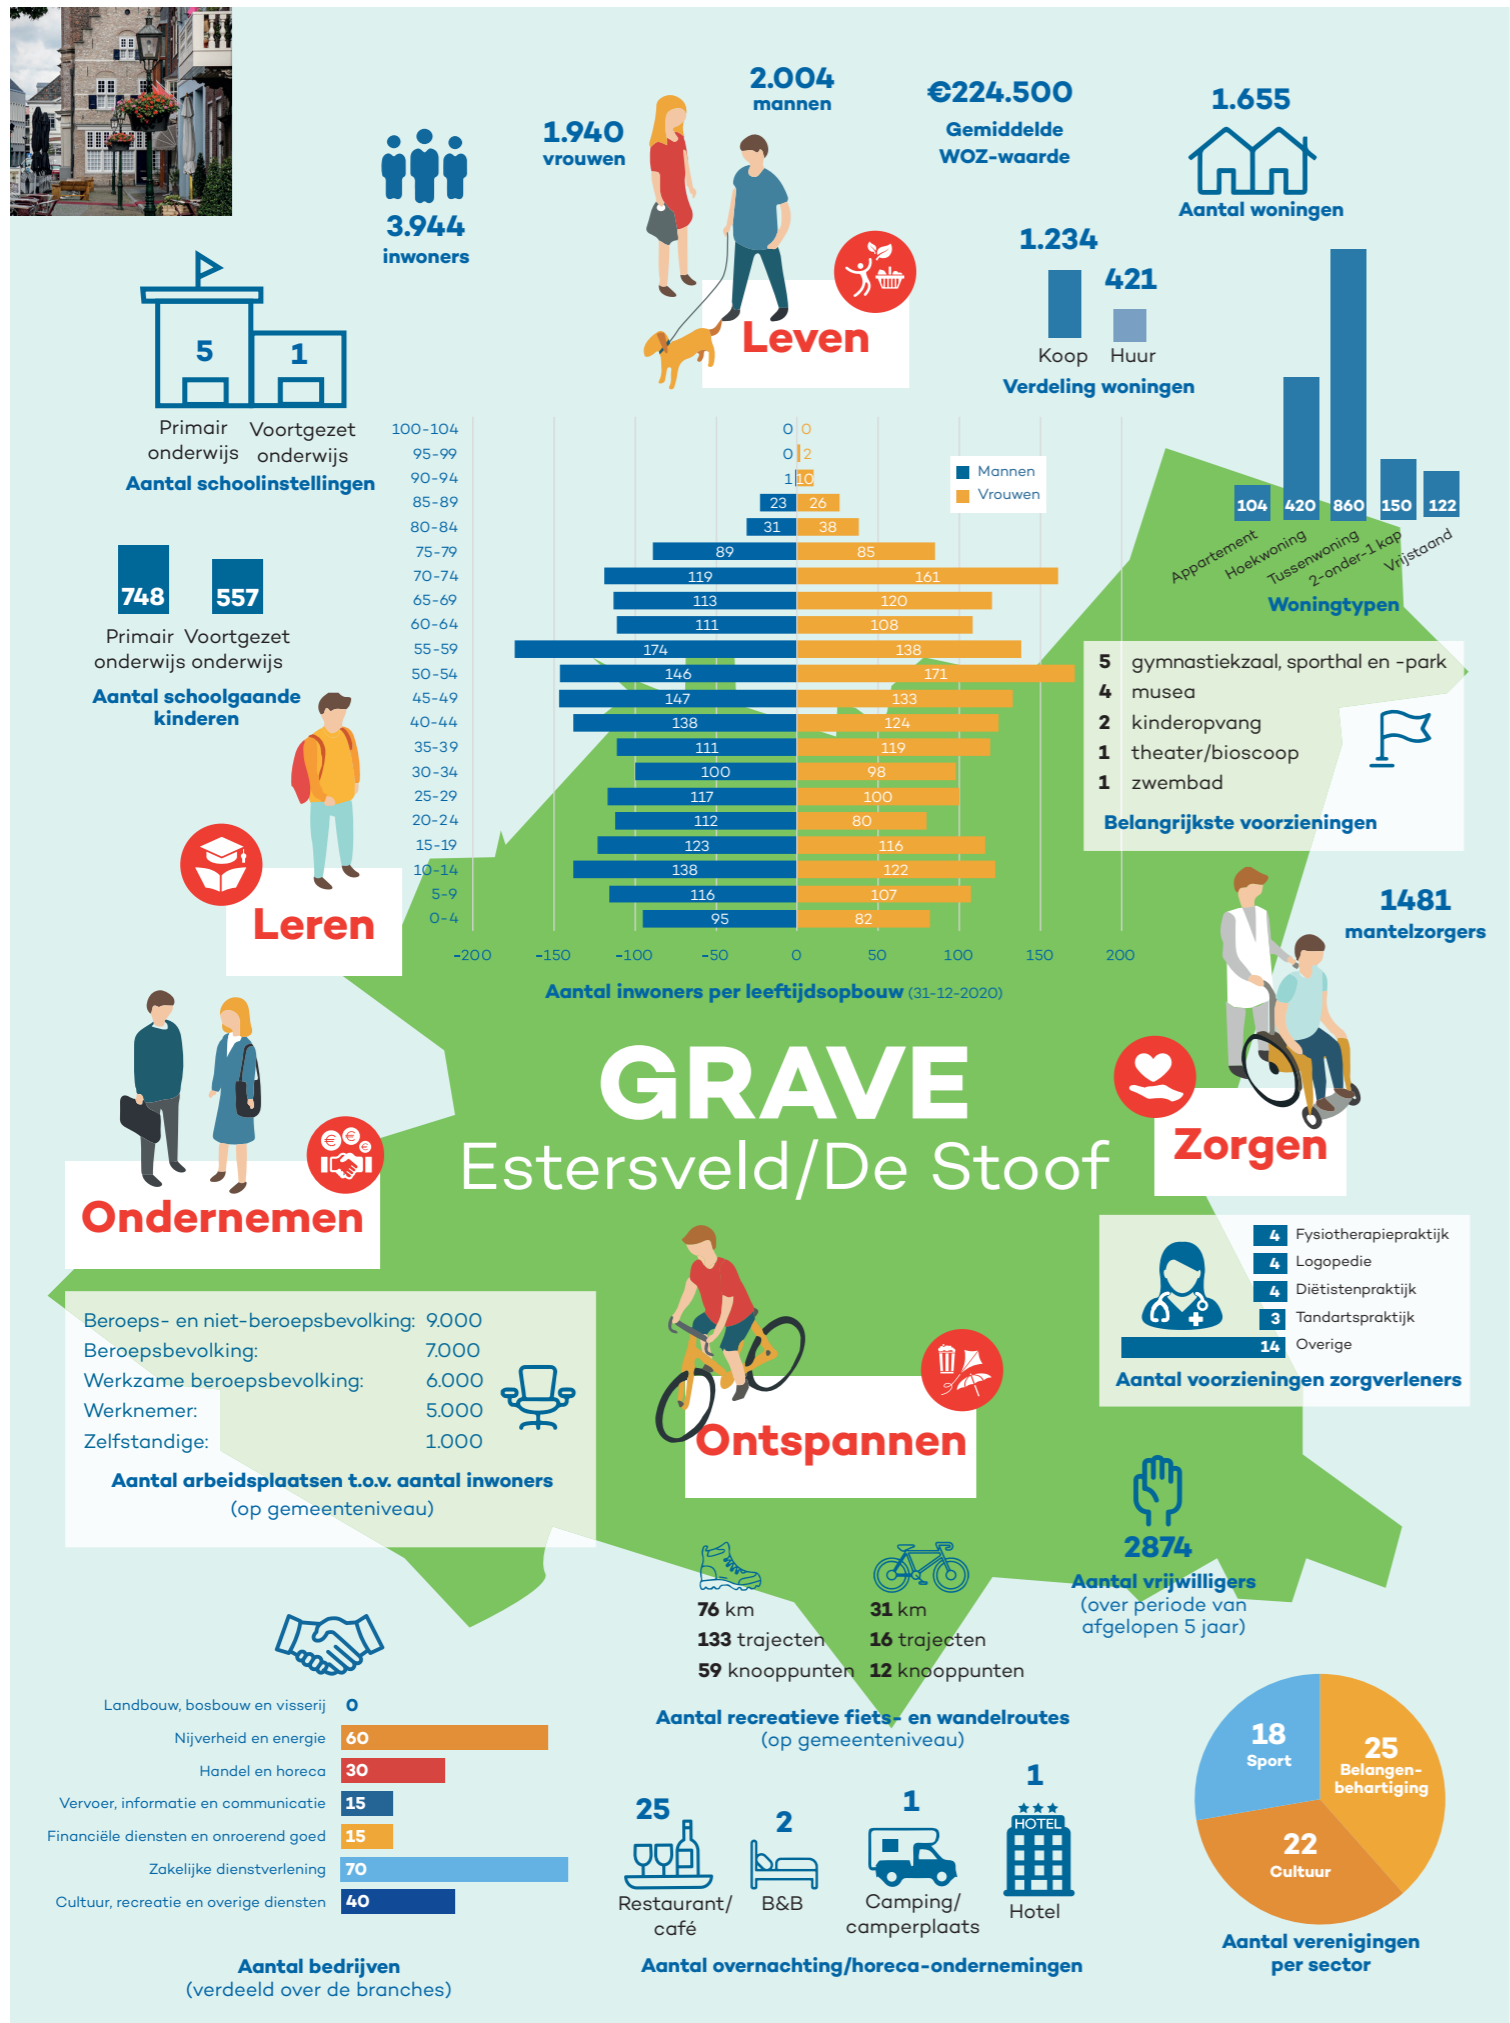 3.944
inwoners
1.940
vrouwen
2.004
mannen
€224.500
Gemiddelde
WOZ-waarde
1.655
Aantal woningen
1.234
421
Koop Huur
Verdeling woningen
Leven
5 1
Primair Voortgezet
onderwijs onderwijs
Aantal schoolinstellingen
748 557
Primair Voortgezet
onderwijs onderwijs
Aantal schoolgaande
kinderen
Leren
100-104 0 0
95-99 0 2
90-94 1 10
85-89 23 26
80-84 31 38
75-79 89 85
70-74 119 161
65-69 113 120
60-64 111 108
55-59 174 138
50-54 146 171
45-49 147 133
40-44 138 124
35-39 111 119
30-34 100 98
25-29 117 100
20-24 112 80
15-19 123 116
10-14 138 122
5-9 116 107
0-4 95 82
-200 -150 -100 -50 0 50 100 150 200
Mannen
Vrouwen
Aantal inwoners per leeftijdsopbouw (31-12-2020)
104 420 860 150 122
Appartement
Hoekwoning
Tussenwoning
2-onder-1 kap
Vrijstaand
Woningtypen
5 gymnastiekzaal, sporthal en -park
4 musea
2 kinderopvang
1 theater/bioscoop
1 zwembad
Belangrijkste voorzieningen
1481
mantelzorgers
Zorgen
GRAVE
Estersveld/De Stoof
Ondernemen
4 Fysiotherapiepraktijk
4 Logopedie
4 Diëtistenpraktijk
3 Tandartspraktijk
14 Overige
Aantal voorzieningen zorgverleners
Beroeps- en niet-beroepsbevolking: 9.000
Beroepsbevolking: 7.000
Werkzame beroepsbevolking: 6.000
Werknemer: 5.000
Zelfstandige: 1.000
Aantal arbeidsplaatsen t.o.v. aantal inwoners
(op gemeenteniveau)
Ontspannen
2874
Aantal vrijwilligers
(over periode van
afgelopen 5 jaar)
76 km 31 km
133 trajecten 16 trajecten
59 knooppunten 12 knooppunten
Aantal recreatieve fiets- en wandelroutes
(op gemeenteniveau)
Landbouw, bosbouw en visserij 0
Nijverheid en energie 60
Handel en horeca 30
Vervoer, informatie en communicatie 15
Financiële diensten en onroerend goed 15
Zakelijke dienstverlening 70
Cultuur, recreatie en overige diensten 40
Aantal bedrijven
(verdeeld over de branches)
25
Restaurant/
café
2
B&B
1
Camping/
camperplaats
1
HOTEL
Hotel
Aantal overnachting/horeca-ondernemingen
18
Sport
25
Belangen-
behartiging
22
Cultuur
Aantal verenigingen
per sector